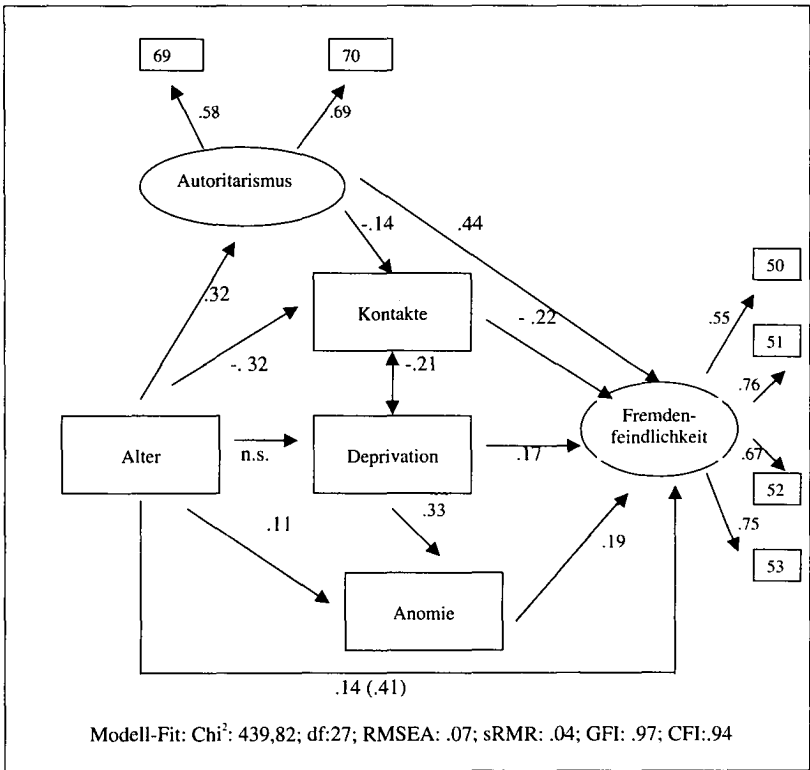 69
70
.58
.69
Autoritarismus
-.14
.44
.32
50
Kontakte
- .22
.55
51
-. 32
-.21
.76
Fremden-
feindlichkeit
Alter
n.s.
Deprivation
.17
.67
52
.11
.33
.19
.75
53
Anomie
.14 (.41)
Modell-Fit: Chi²: 439,82; df:27; RMSEA: .07; sRMR: .04; GFI: .97; CFI:.94